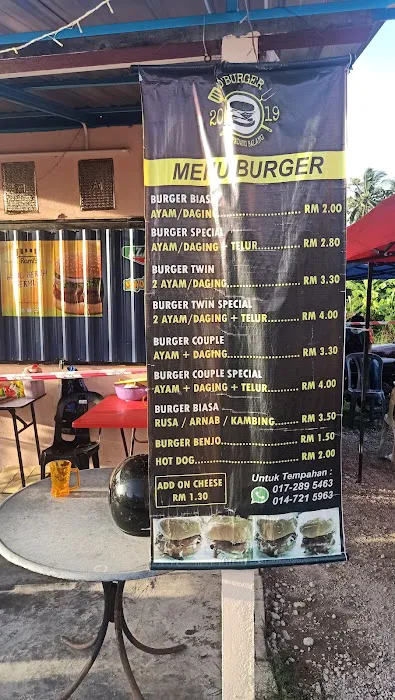 BURGER
20 19
MENU BURGER
BURGER BIASA
AYAM/DAGING RM 2.00
BURGER SPECIAL
AYAM/DAGING + TELUR RM 2.80
BURGER TWIN
2 AYAM/DAGING RM 3.30
BURGER TWIN SPECIAL
2 AYAM/DAGING + TELUR RM 4.00
BURGER COUPLE
AYAM + DAGING RM 3.30
BURGER COUPLE SPECIAL
AYAM + DAGING + TELUR RM 4.00
BURGER BIASA
RUSA / ARNAB / KAMBING RM 3.50
BURGER BENJO RM 1.50
HOT DOG RM 2.00
ADD ON CHEESE
RM 1.30
Untuk Tempahan :
017-289 5463
014-721 5963